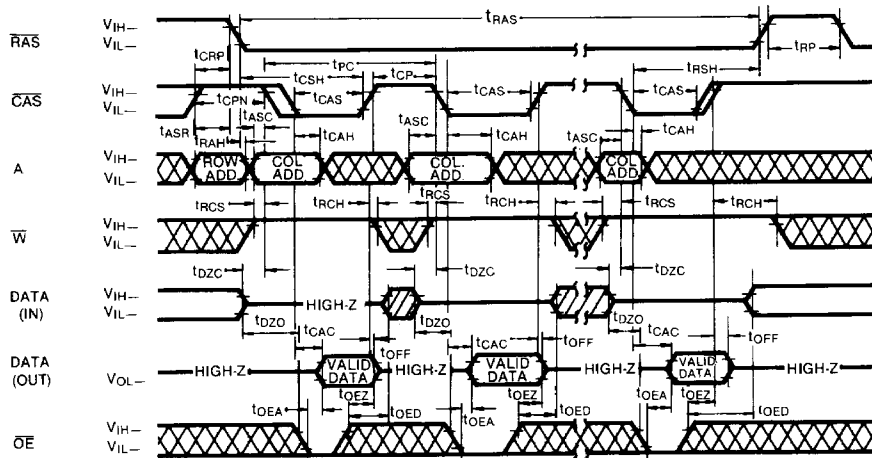 tRAS
RAS VIH— VIL—
tCRP tRP
tPC
tCSH tCP tRSH
CAS VIH— VIL—
tCPN tCAS tCAS tCAS
tASC tASC tASC
tASR tRAH tCAH tCAH tCAH
A VIH— VIL— ROW ADD. COL ADD. COL. ADD. COL ADD.
tRCS tRCH tRCS tRCH tRCS tRCH
W VIH— VIL—
tDZC tDZC tDZC
DATA (IN) VIH— VIL— HIGH-Z
tDZO tDZO tDZO
tCAC tOFF tCAC tOFF tCAC tOFF
DATA (OUT) VOL— HIGH-Z VALID DATA HIGH-Z VALID DATA HIGH-Z VALID DATA HIGH-Z
tOEZ tOEZ tOEZ
tOEA tOED tOEA tOED tOEA tOED
OE VIH— VIL—